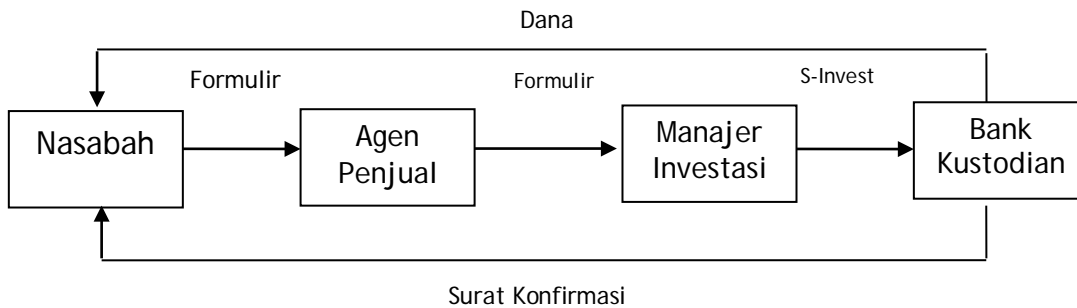 Dana
Formulir
Formulir
S-Invest
Nasabah
Agen
Penjual
Manajer
Investasi
Bank
Kustodian
Surat Konfirmasi